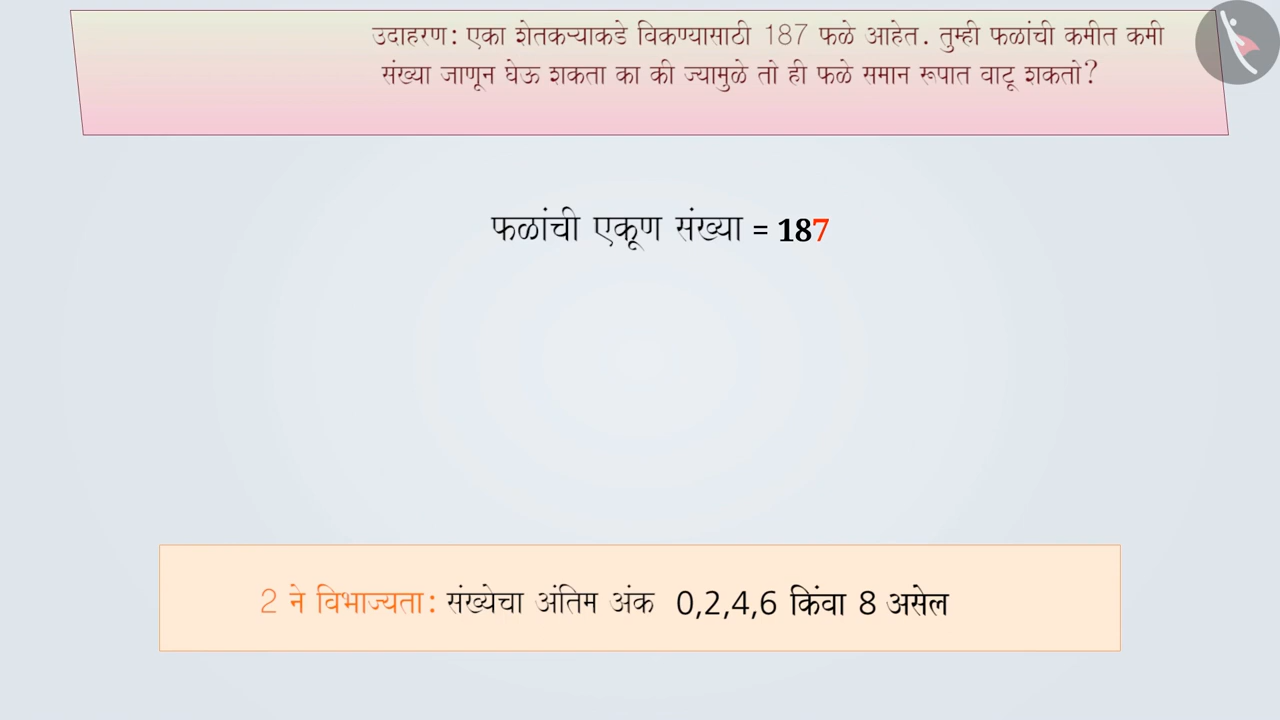 उदाहरण: एका शेतकऱ्याकडे विकण्यासाठी 187 फळे आहेत. तुम्ही फळांची कमीत कमी
संख्या जाणून घेऊ शकता का की ज्यामुळे तो ही फळे समान रूपात वाटू शकतो?
फळांची एकूण संख्या = 187
2 ने विभाज्यता: संख्येचा अंतिम अंक 0,2,4,6 किंवा 8 असेल